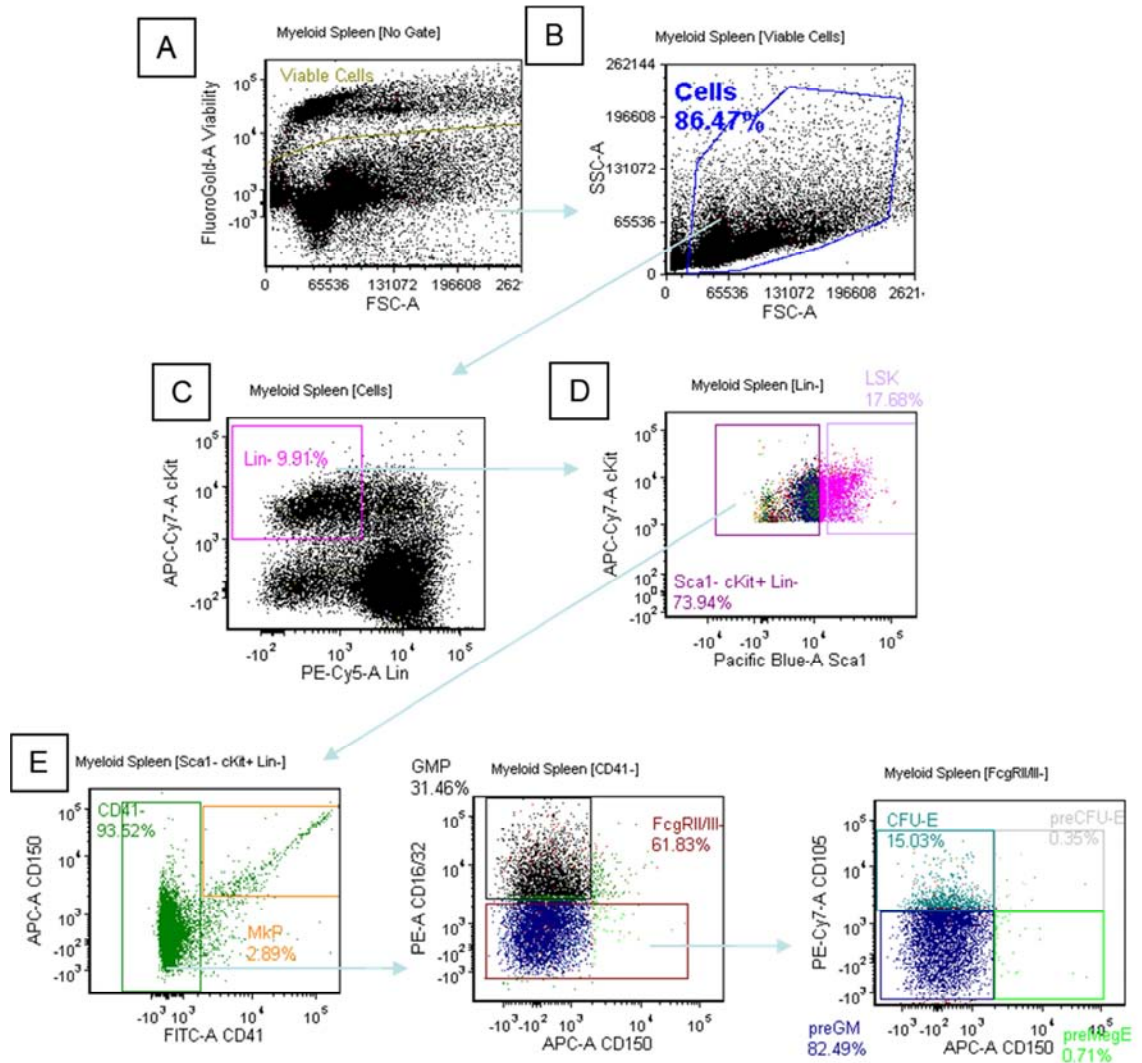 A
Myeloid Spleen [No Gate]
Viable Cells
FluoroGold-A Viability
10^5
10^4
10^3
-10^3
0 65536 131072 196608 262
FSC-A
B
Myeloid Spleen [Viable Cells]
Cells
86.47%
SSC-A
262144
196608
131072
65536
0
0 65536 131072 196608 2621
FSC-A
C
Myeloid Spleen [Cells]
Lin- 9.91%
APC-Cy7-A cKit
10^5
10^4
10^3
-10^2
-10^2 10^3 10^4 10^5
PE-Cy5-A Lin
D
Myeloid Spleen [Lin-]
LSK
17.68%
APC-Cy7-A cKit
10^5
10^4
10^3
10^2
0
-10^2
Sca1- cKit+ Lin-
73.94%
-10^4 -10^3 10^4 10^5
Pacific Blue-A Sca1
E
Myeloid Spleen [Sca1- cKit+ Lin-]
CD41-
93.52%
MkP
2.89%
APC-A CD150
10^5
10^4
10^3
10^2
-10^2
-10^3
-10^3 10^3 10^4 10^5
FITC-A CD41
GMP
31.46%
Myeloid Spleen [CD41-]
FcgRII/III-
61.83%
PE-A CD16/32
10^5
10^4
10^3
10^2
-10^2
-10^3
-10^3 -10^2 10^3 10^4 10^5
APC-A CD150
Myeloid Spleen [FcgRII/III-]
CFU-E
15.03%
preCFU-E
0.35%
PE-Cy7-A CD105
10^5
10^4
10^3
10^2
-10^2
-10^3
-10^3 -10^2 10^3 10^4 10^5
APC-A CD150
preGM
82.49%
preMegE
0.71%